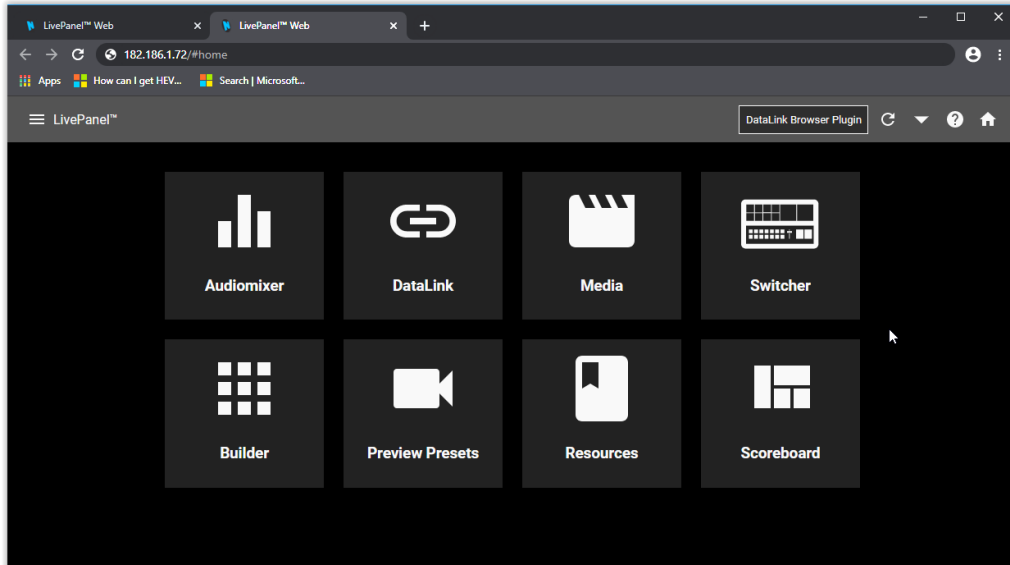 LivePanel™ Web
LivePanel™ Web
182.186.1.72/#home
Apps
How can I get HEV...
Search | Microsoft...
LivePanel™
DataLink Browser Plugin
Audiomixer
DataLink
Media
Switcher
Builder
Preview Presets
Resources
Scoreboard